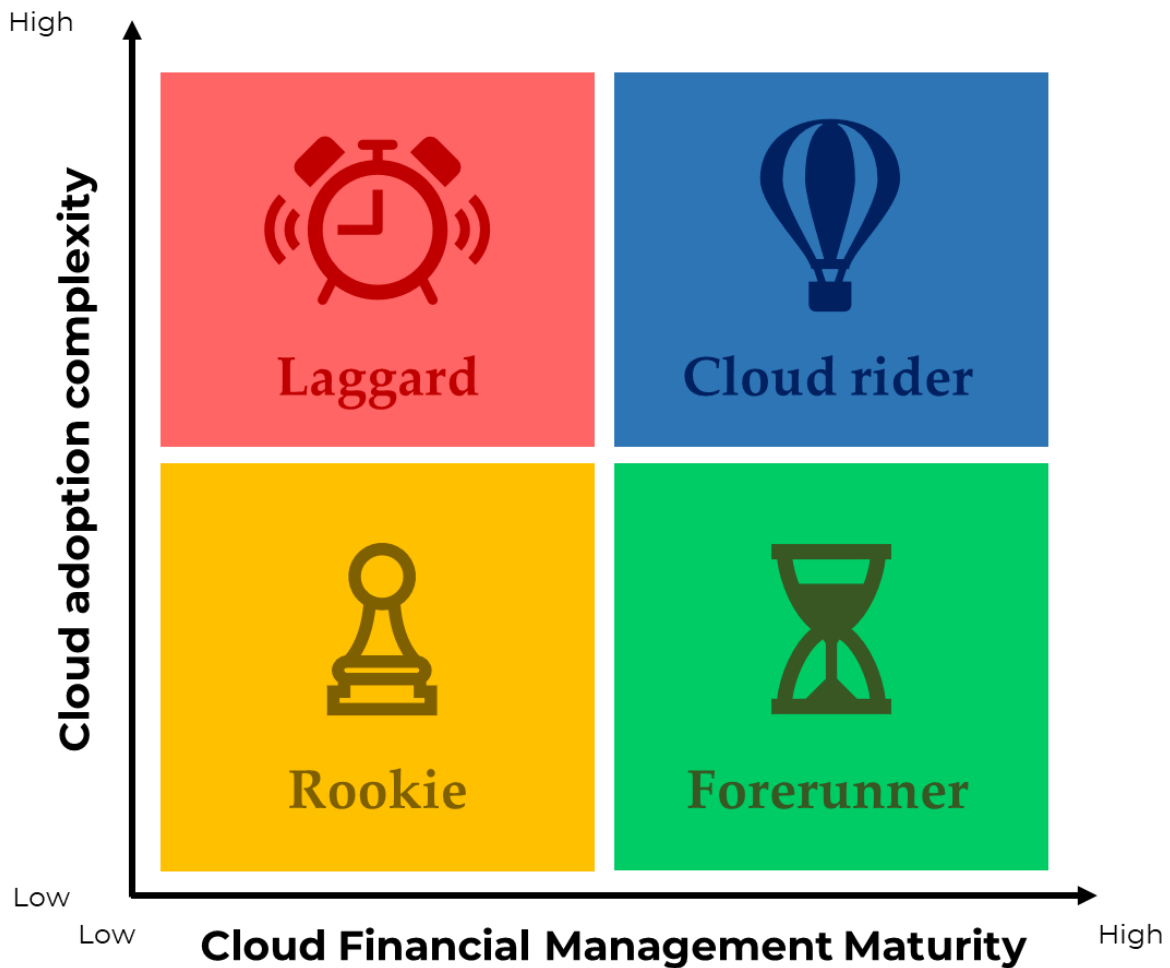 High
Cloud adoption complexity
Laggard
Cloud rider
Rookie
Forerunner
Low
Low
Cloud Financial Management Maturity
High